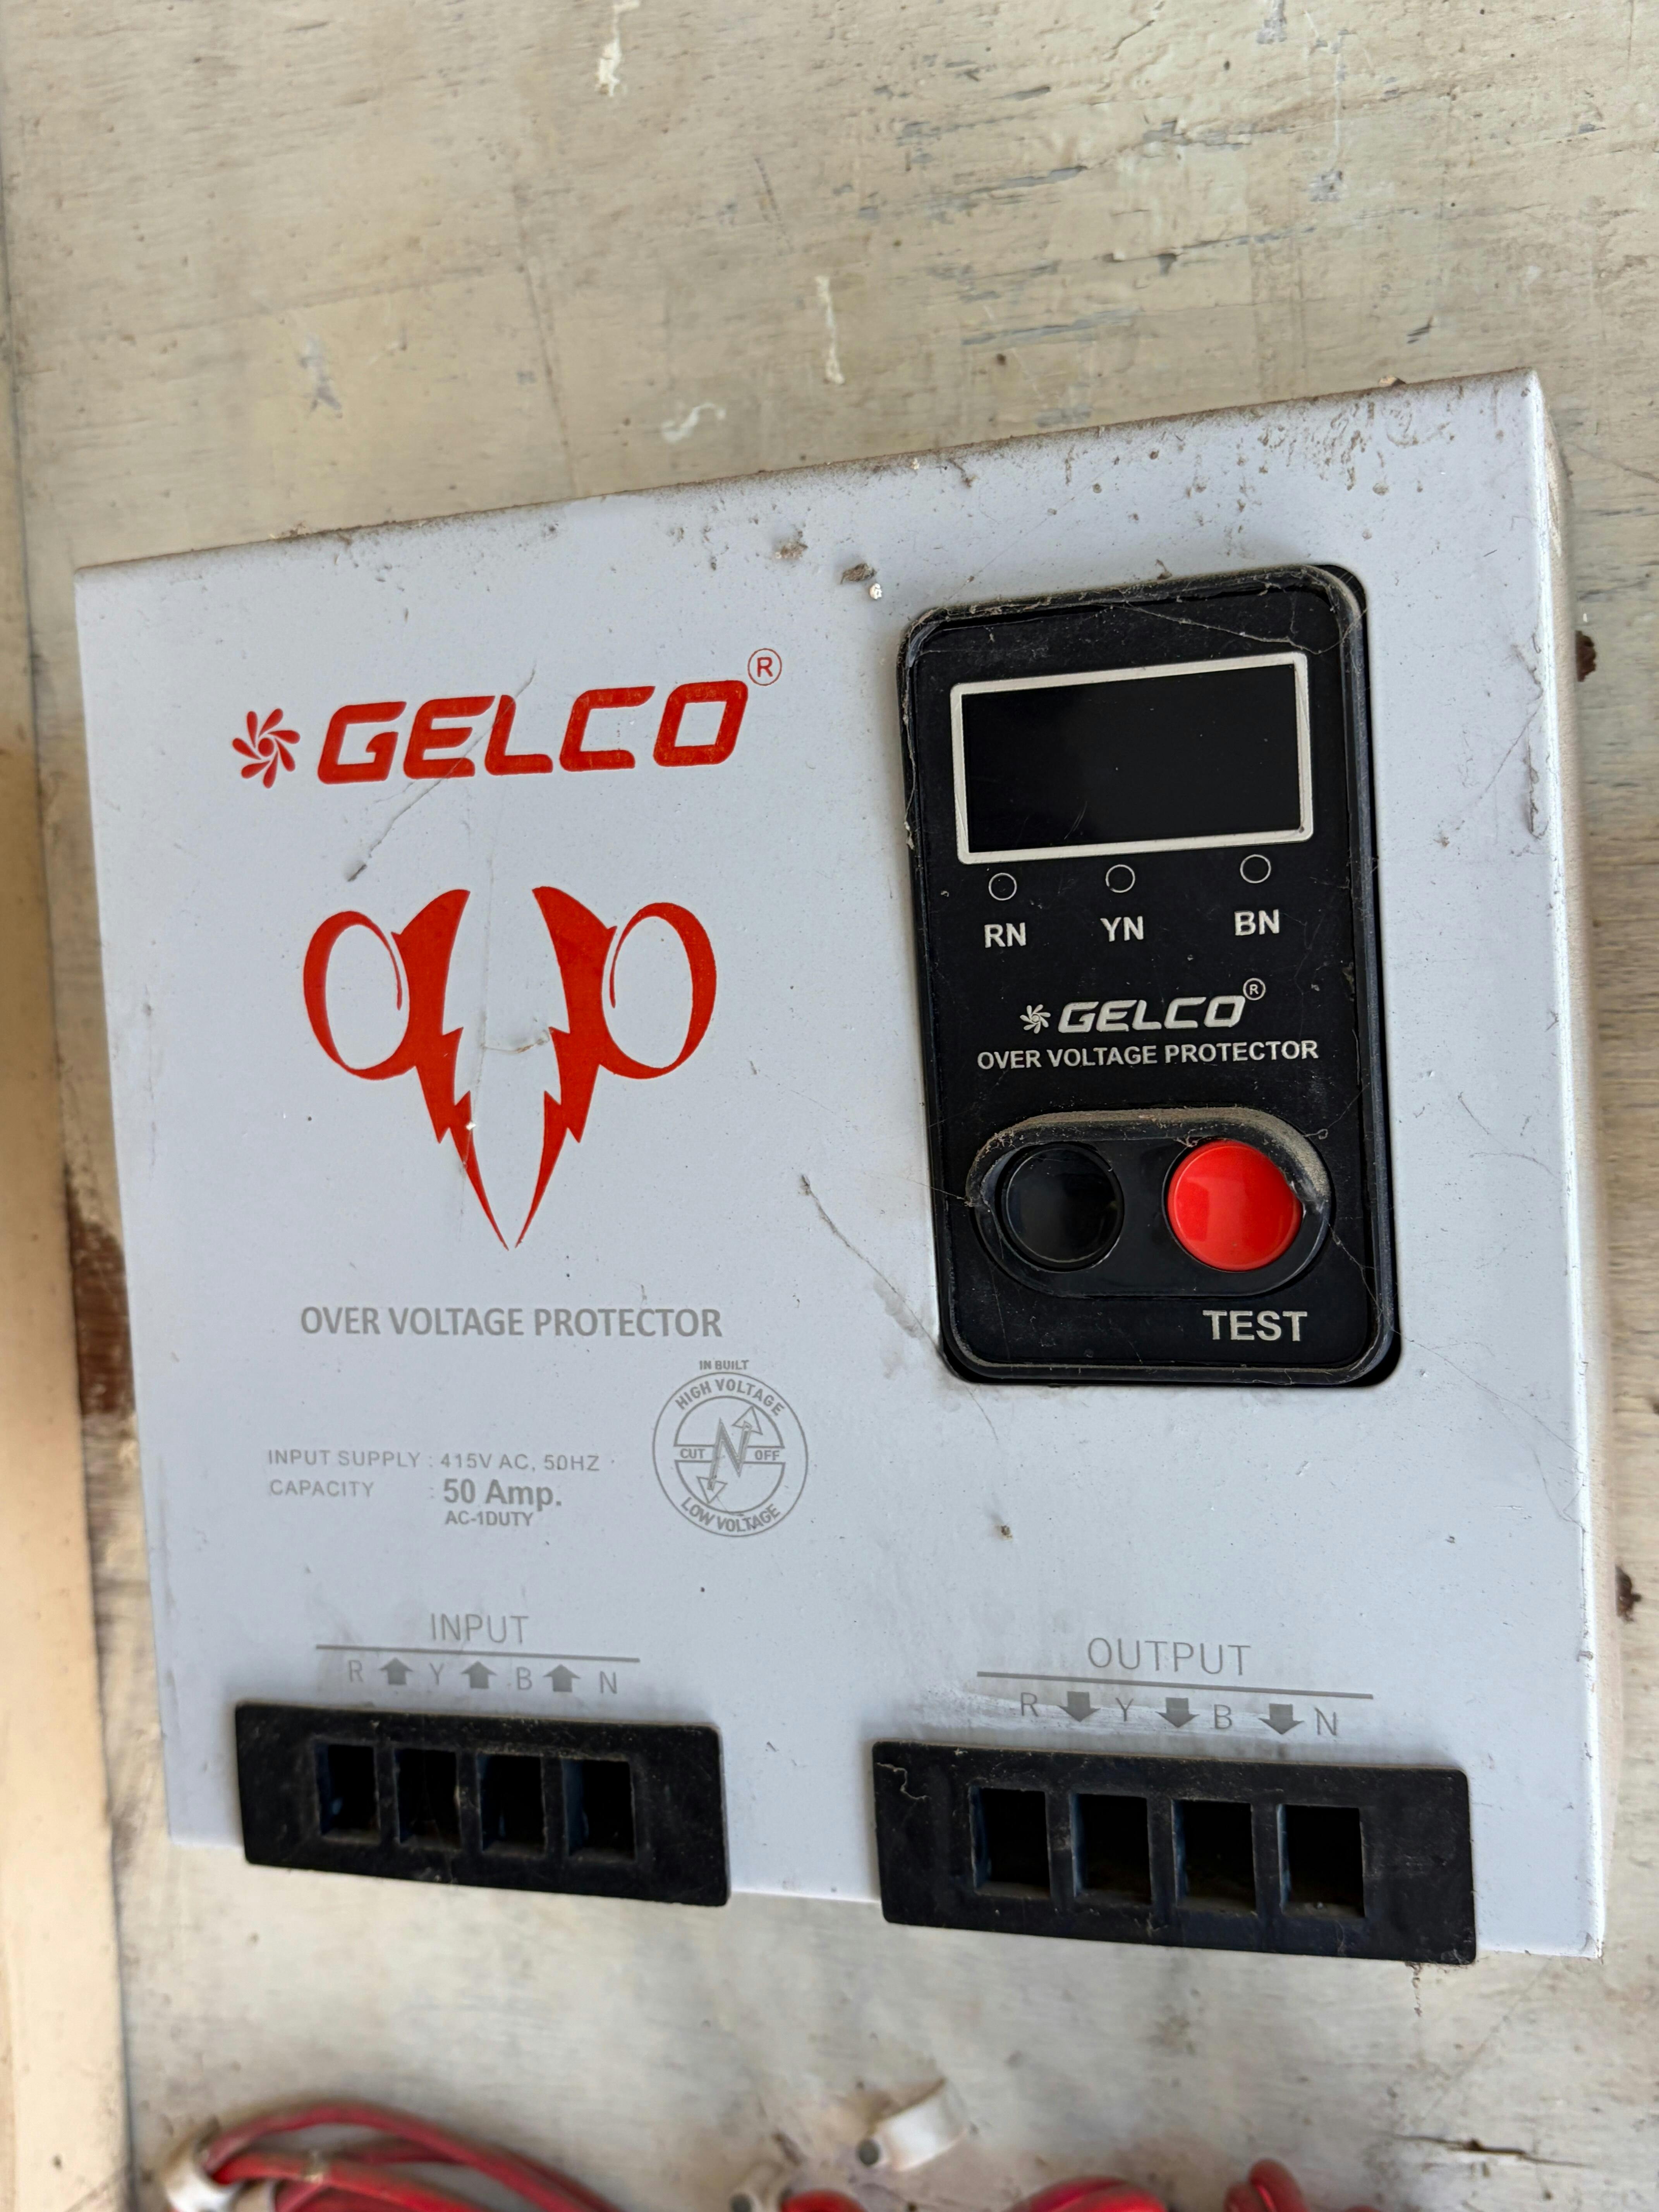 GELCO®
OVER VOLTAGE PROTECTOR
IN BUILT
HIGH VOLTAGE
CUT OFF
LOW VOLTAGE
INPUT SUPPLY : 415V AC, 50HZ
CAPACITY : 50 Amp.
AC-1DUTY
RN YN BN
GELCO®
OVER VOLTAGE PROTECTOR
TEST
INPUT
R Y B N
OUTPUT
R Y B N